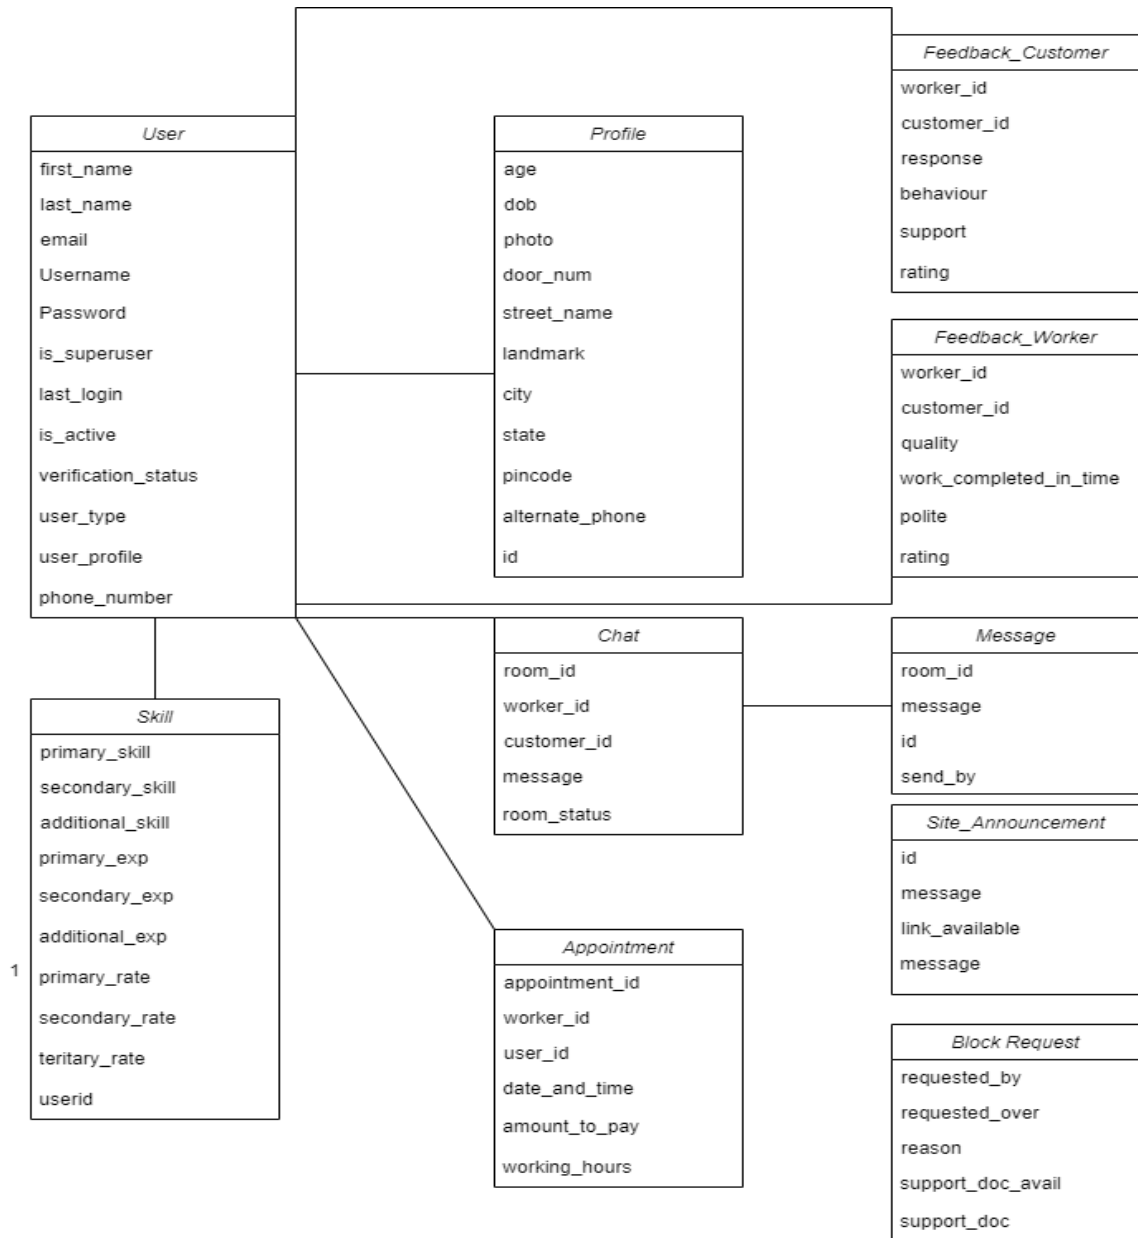 User
first_name
last_name
email
Username
Password
is_superuser
last_login
is_active
verification_status
user_type
user_profile
phone_number
Profile
age
dob
photo
door_num
street_name
landmark
city
state
pincode
alternate_phone
id
Feedback_Customer
worker_id
customer_id
response
behaviour
support
rating
Feedback_Worker
worker_id
customer_id
quality
work_completed_in_time
polite
rating
Skill
primary_skill
secondary_skill
additional_skill
primary_exp
secondary_exp
additional_exp
1
primary_rate
secondary_rate
teritary_rate
userid
Chat
room_id
worker_id
customer_id
message
room_status
Message
room_id
message
id
send_by
Site_Announcement
id
message
link_available
message
Appointment
appointment_id
worker_id
user_id
date_and_time
amount_to_pay
working_hours
Block Request
requested_by
requested_over
reason
support_doc_avail
support_doc